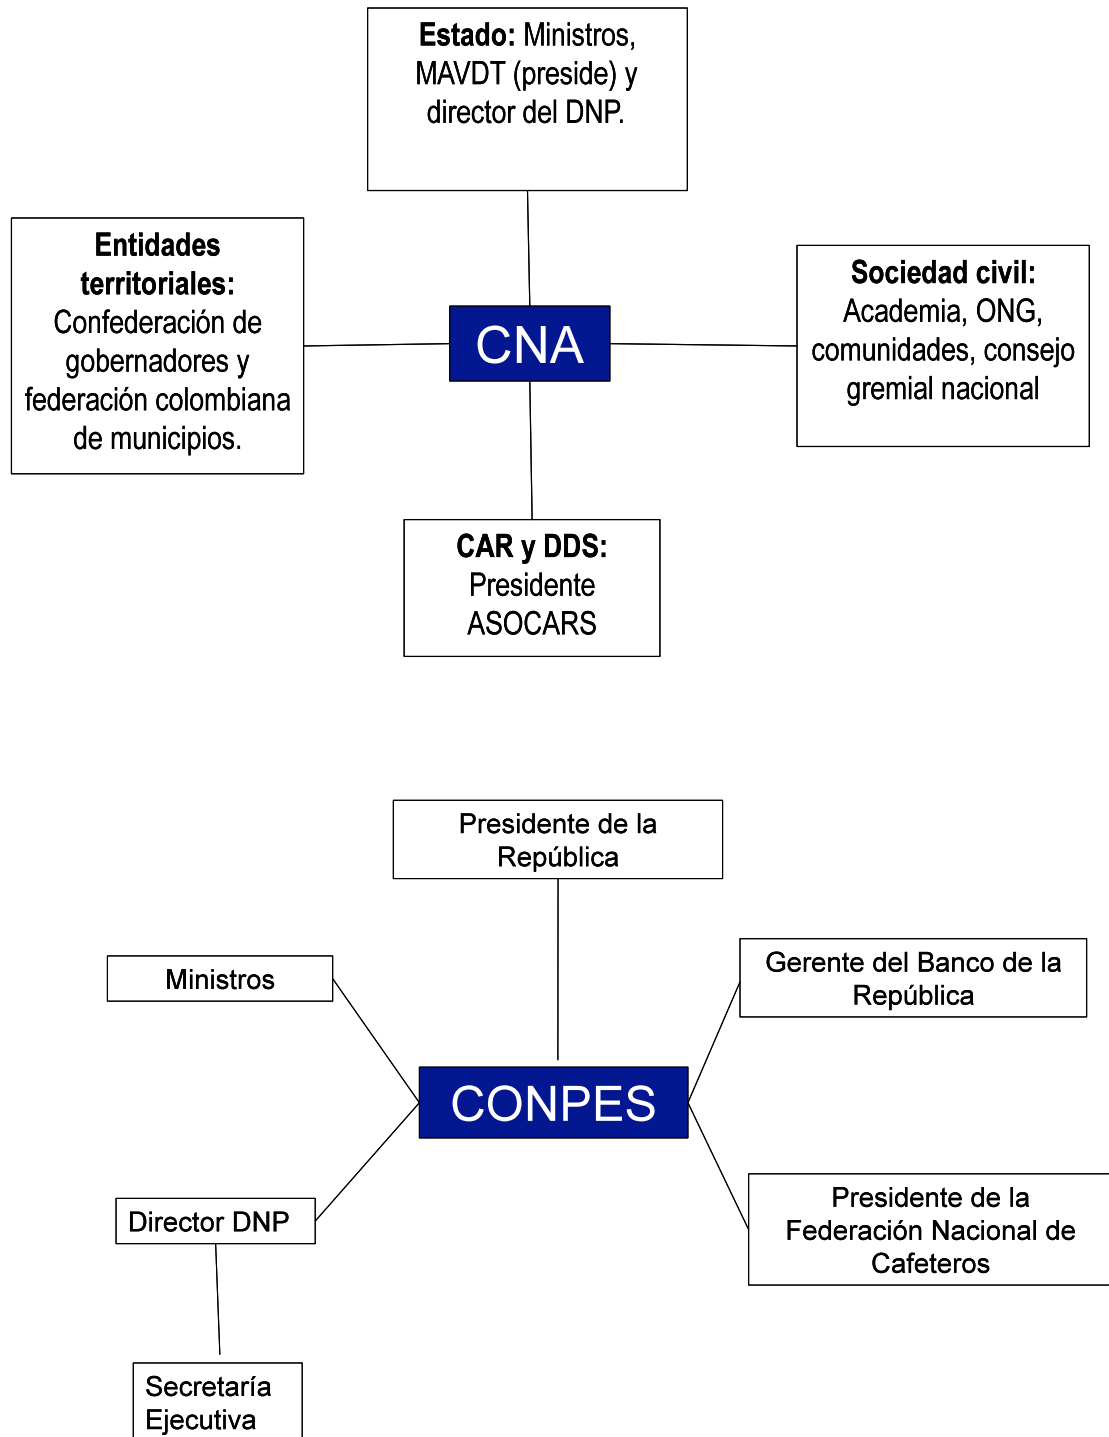 Estado: Ministros,
MAVDT (preside) y
director del DNP.
Entidades
territoriales:
Confederación de
gobernadores y
federación colombiana
de municipios.
CNA
Sociedad civil:
Academia, ONG,
comunidades, consejo
gremial nacional
CAR y DDS:
Presidente
ASOCARS
Presidente de la
República
Ministros
Gerente del Banco de la
República
CONPES
Director DNP
Presidente de la
Federación Nacional de
Cafeteros
Secretaría
Ejecutiva